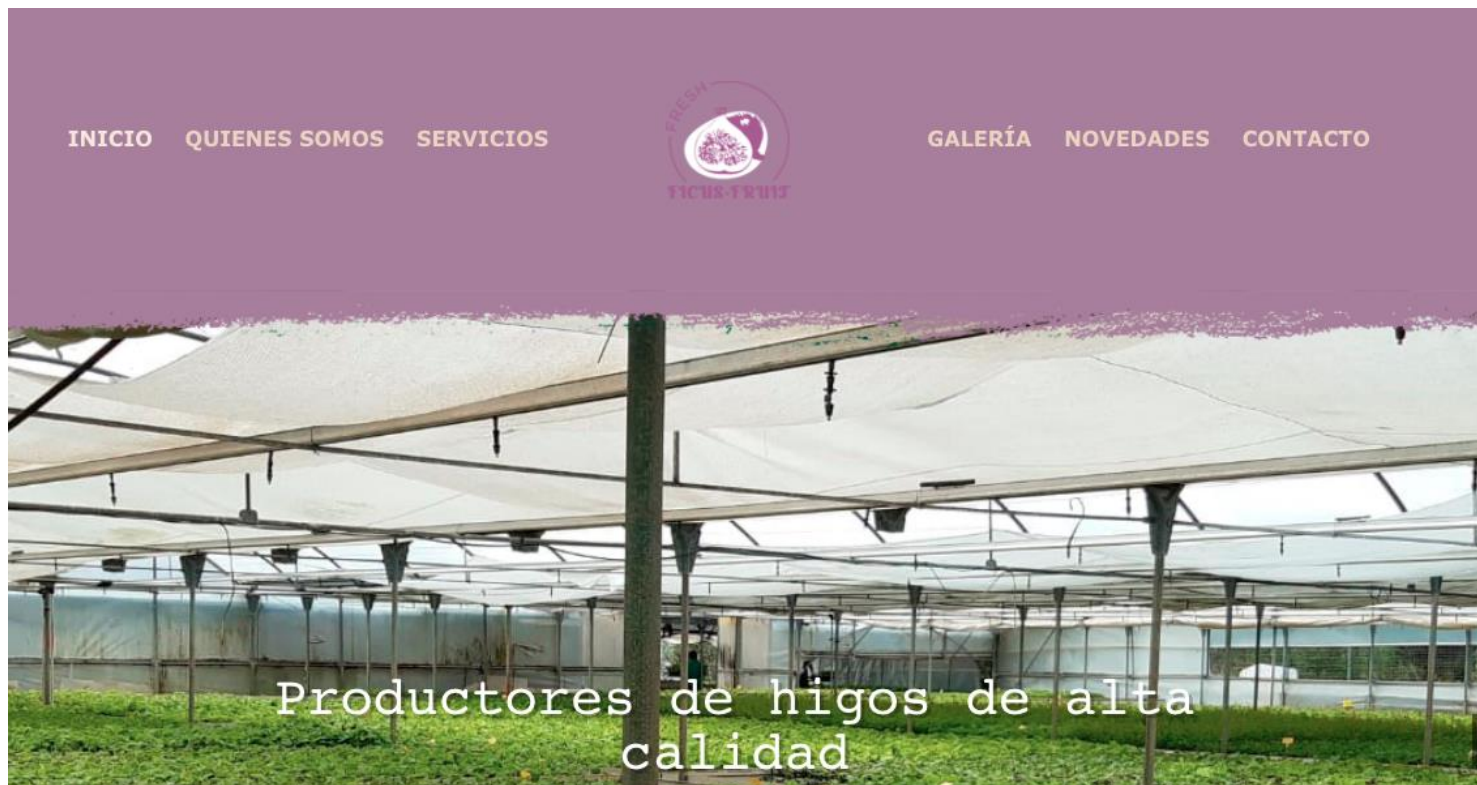 INICIO QUIENES SOMOS SERVICIOS
FRESH
FICUS-FRUIT
GALERÍA NOVEDADES CONTACTO
Productores de higos de alta
calidad